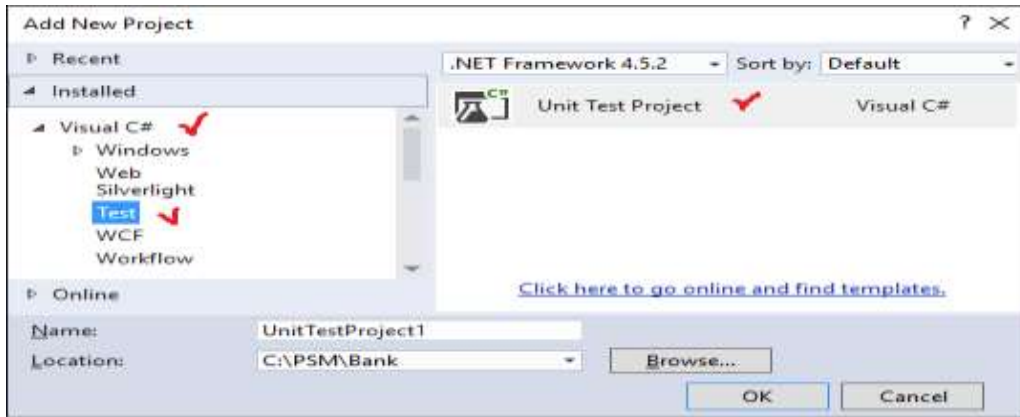 Add New Project
?
Recent
Installed
Visual C#
Windows
Web
Silverlight
Test
WCF
Workflow
Online
.NET Framework 4.5.2
Sort by: Default
C#
Unit Test Project
Visual C#
Click here to go online and find templates.
Name: UnitTestProject1
Location: C:\PSM\Bank
Browse...
OK
Cancel